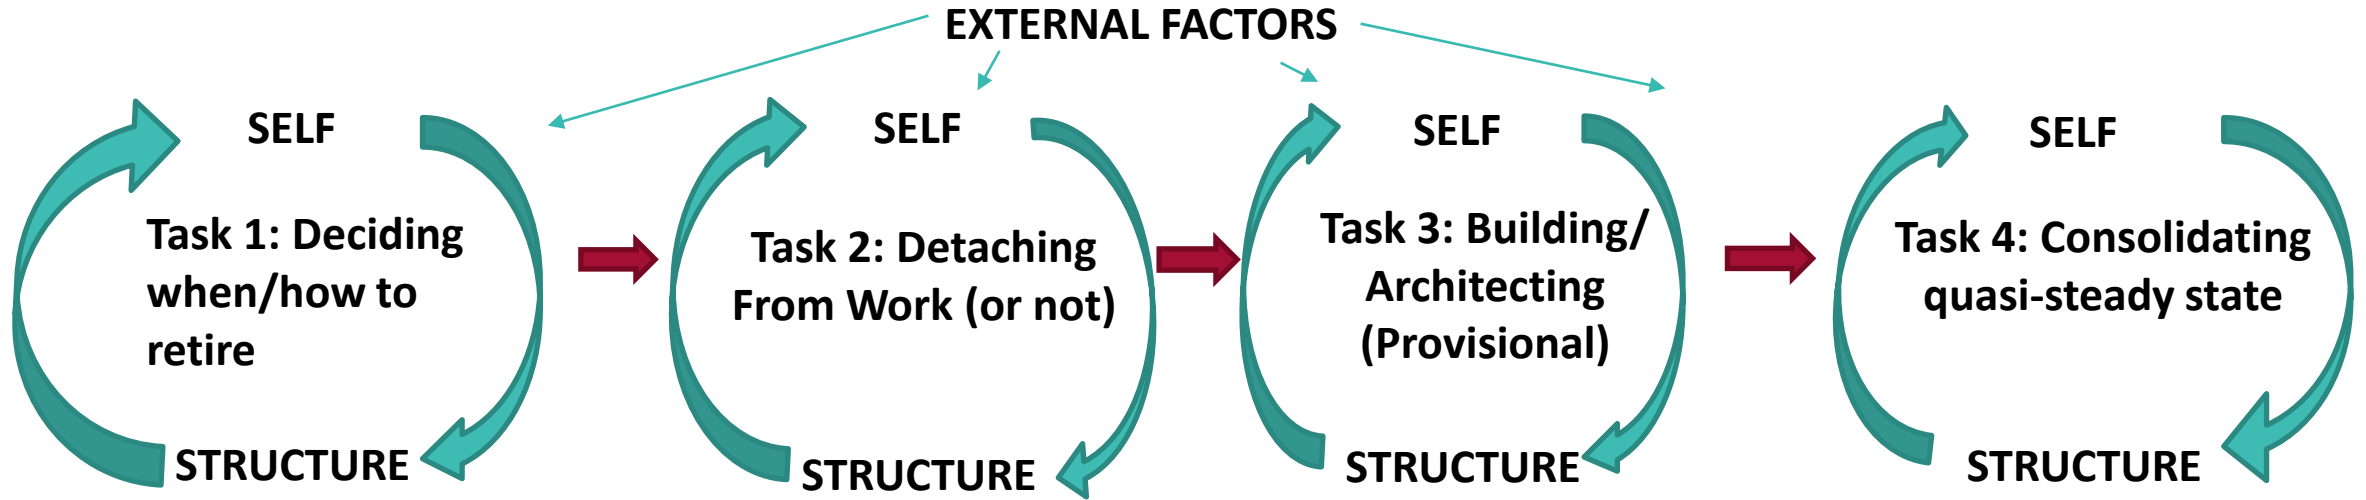 EXTERNAL FACTORS
SELF
Task 1: Deciding
when/how to
retire
STRUCTURE
SELF
Task 2: Detaching
From Work (or not)
STRUCTURE
SELF
Task 3: Building/
Architecting
(Provisional)
STRUCTURE
SELF
Task 4: Consolidating
quasi-steady state
STRUCTURE